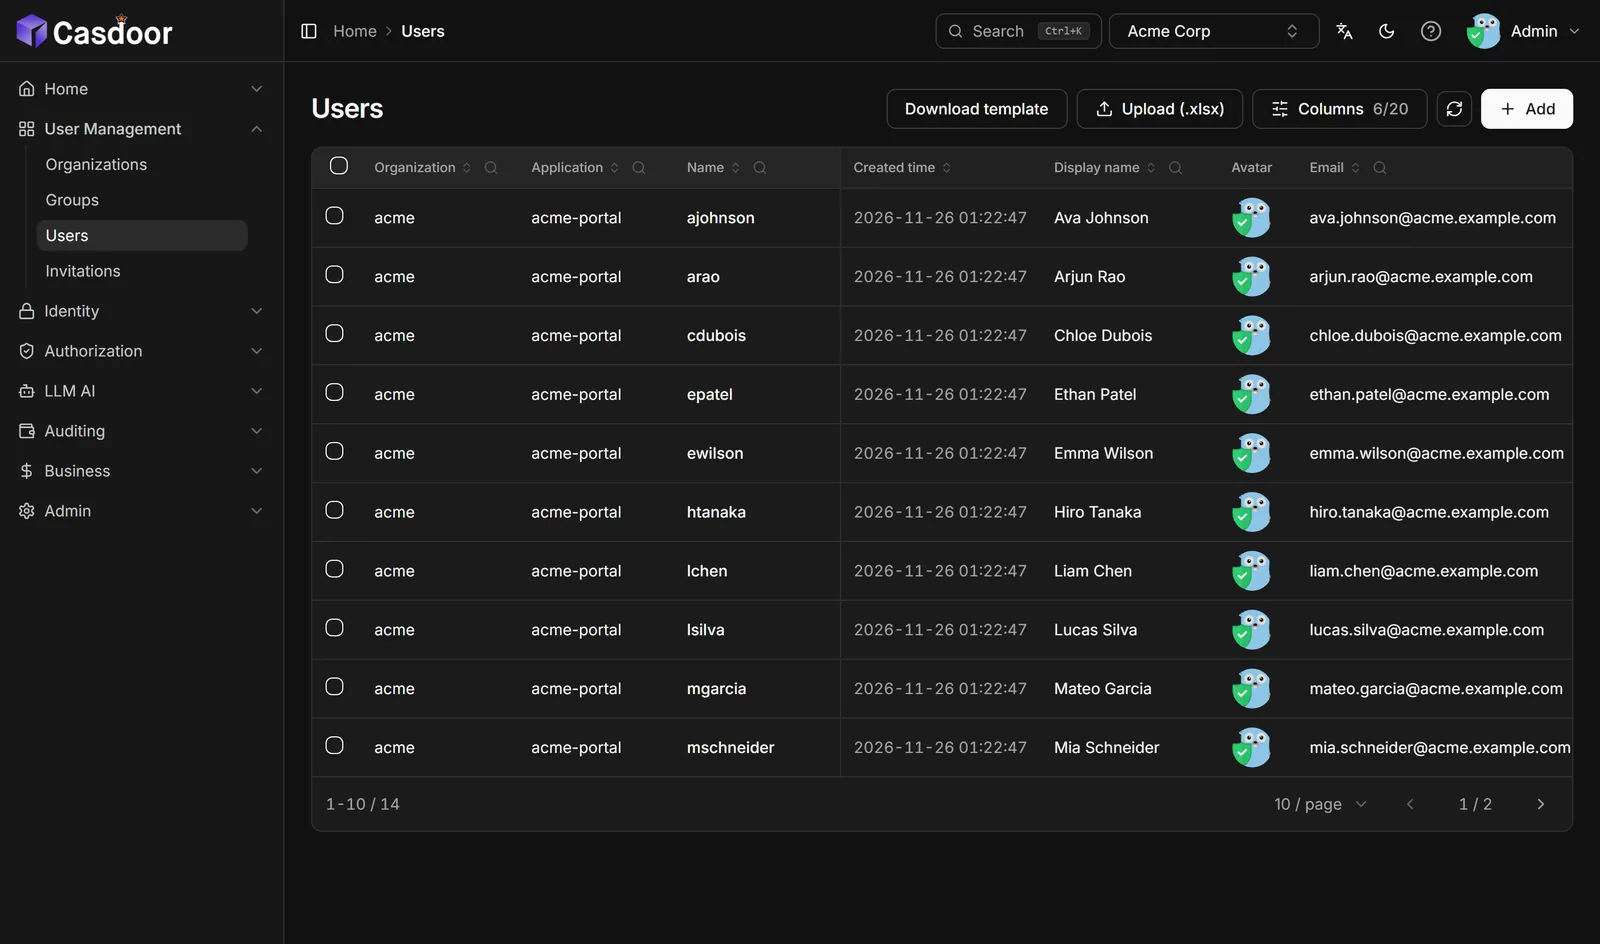 Casdoor
Home > Users
Search Ctrl+K
Acme Corp
Admin
Home
User Management
Organizations
Groups
Users
Invitations
Identity
Authorization
LLM AI
Auditing
Business
Admin
Users
Download template
Upload (.xlsx)
Columns 6/20
Add
Organization Application Name Created time Display name Avatar Email
acme acme-portal ajohnson 2026-11-26 01:22:47 Ava Johnson ava.johnson@acme.example.com
acme acme-portal arao 2026-11-26 01:22:47 Arjun Rao arjun.rao@acme.example.com
acme acme-portal cdubois 2026-11-26 01:22:47 Chloe Dubois chloe.dubois@acme.example.com
acme acme-portal epatel 2026-11-26 01:22:47 Ethan Patel ethan.patel@acme.example.com
acme acme-portal ewilson 2026-11-26 01:22:47 Emma Wilson emma.wilson@acme.example.com
acme acme-portal htanaka 2026-11-26 01:22:47 Hiro Tanaka hiro.tanaka@acme.example.com
acme acme-portal lchen 2026-11-26 01:22:47 Liam Chen liam.chen@acme.example.com
acme acme-portal lsilva 2026-11-26 01:22:47 Lucas Silva lucas.silva@acme.example.com
acme acme-portal mgarcia 2026-11-26 01:22:47 Mateo Garcia mateo.garcia@acme.example.com
acme acme-portal mschneider 2026-11-26 01:22:47 Mia Schneider mia.schneider@acme.example.com
1-10 / 14
10 / page
1 / 2